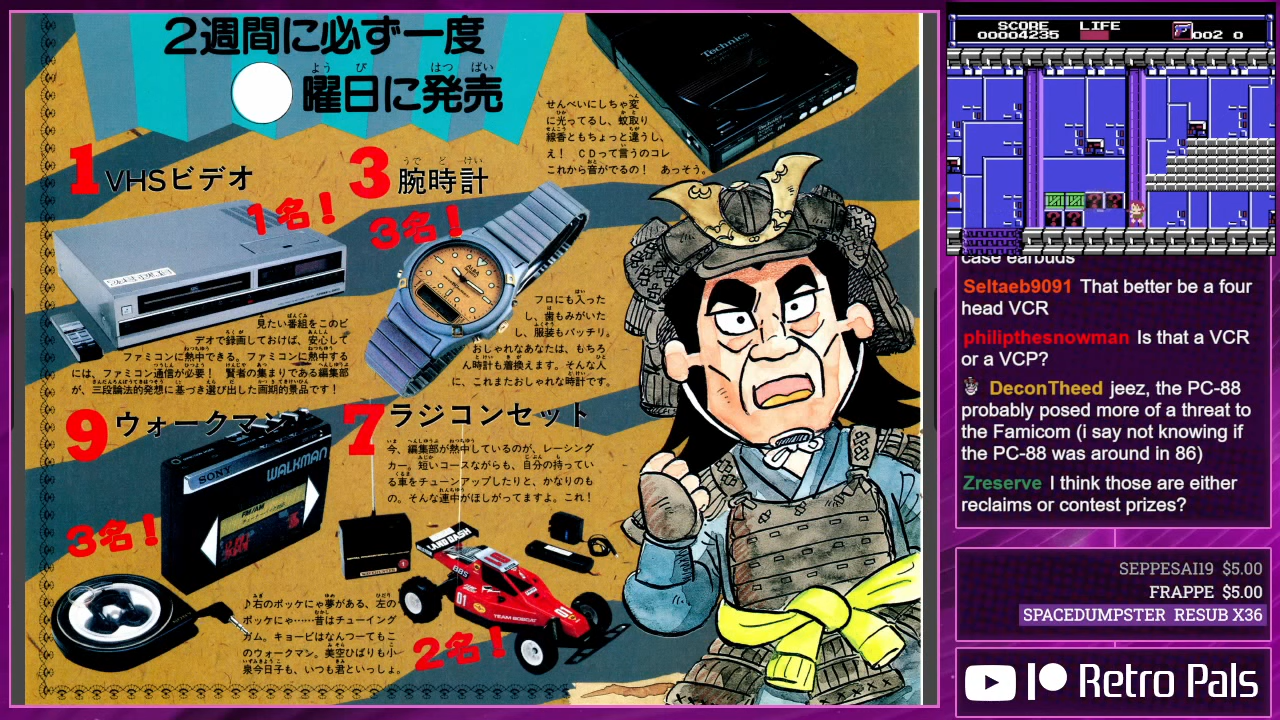 2週間に必ず一度
曜日に発売
よう び はつ ばい
Technics
せんべいにしちゃ変
に光ってるし、蚊取り
線香ともちょっと違うし、
え! CDって言うのコレ
これから音がでるの! あっそう。
1 VHSビデオ
1名!
見たい番組をこのビ
デオで録画しておけば、安心して
ファミコンに熱中できる。ファミコンに熱中する
には、ファミコン通信が必要! 賢者の集まりである編集部
が、三段論法的発想に基づき選び出した画期的景品です!
3 腕時計
うで ど けい
3名!
フロにも入った
し、歯もみがいた
し、服装もバッチリ。
おしゃれなあなたは、もちろ
ん時計も着換えます。そんな人
に、これまたおしゃれな時計です。
9 ウォークマン
SONY WALKMAN
FM/AM
3名!
♪右のポッケにゃ夢がある、左の
ポッケにゃ……昔はチューイング
ガム。キョービはなんつーてもこ
のウォークマン。美空ひばりも小
泉今日子も、いつも君といっしょ。
7 ラジコンセット
今、編集部が熱中しているのが、レーシング
カー。短いコースながらも、自分の持ってい
る車をチューンアップしたりと、かなりのも
の。そんな連中がほしがってますよ。これ!
BBS
01
TEAM BOBCAT
2名!
SCORE LIFE
00004235 002 0
case earbuds
Seltaeb9091 That better be a four
head VCR
philipthesnowman Is that a VCR
or a VCP?
DeconTheed jeez, the PC-88
probably posed more of a threat to
the Famicom (i say not knowing if
the PC-88 was around in 86)
Zreserve I think those are either
reclaims or contest prizes?
SEPPESAI19 $5.00
FRAPPE $5.00
SPACEDUMPSTER RESUB X36
Retro Pals